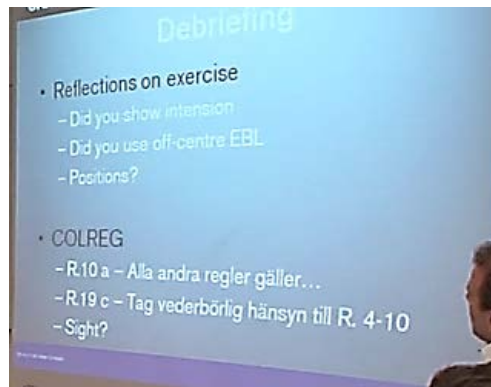 Debriefing
• Reflections on exercise
– Did you show intension
– Did you use off-centre EBL
– Positions?
• COLREG
– R.10 a – Alla andra regler gäller...
– R.19 c – Tag vederbörlig hänsyn till R. 4-10
– Sight?